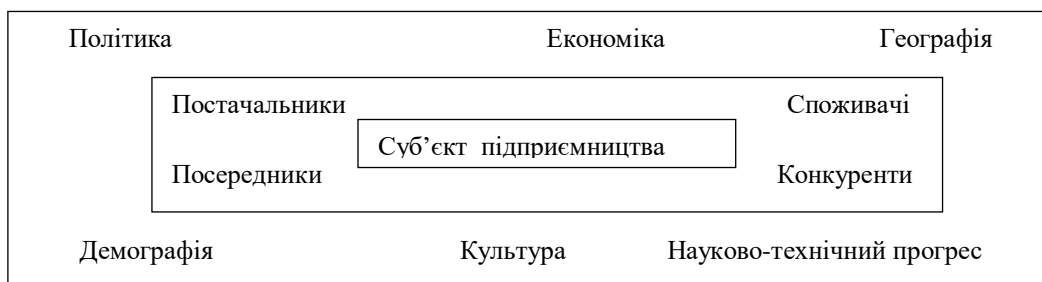 Політика Економіка Географія
Постачальники Споживачі
Суб’єкт підприємництва
Посередники Конкуренти
Демографія Культура Науково-технічний прогрес